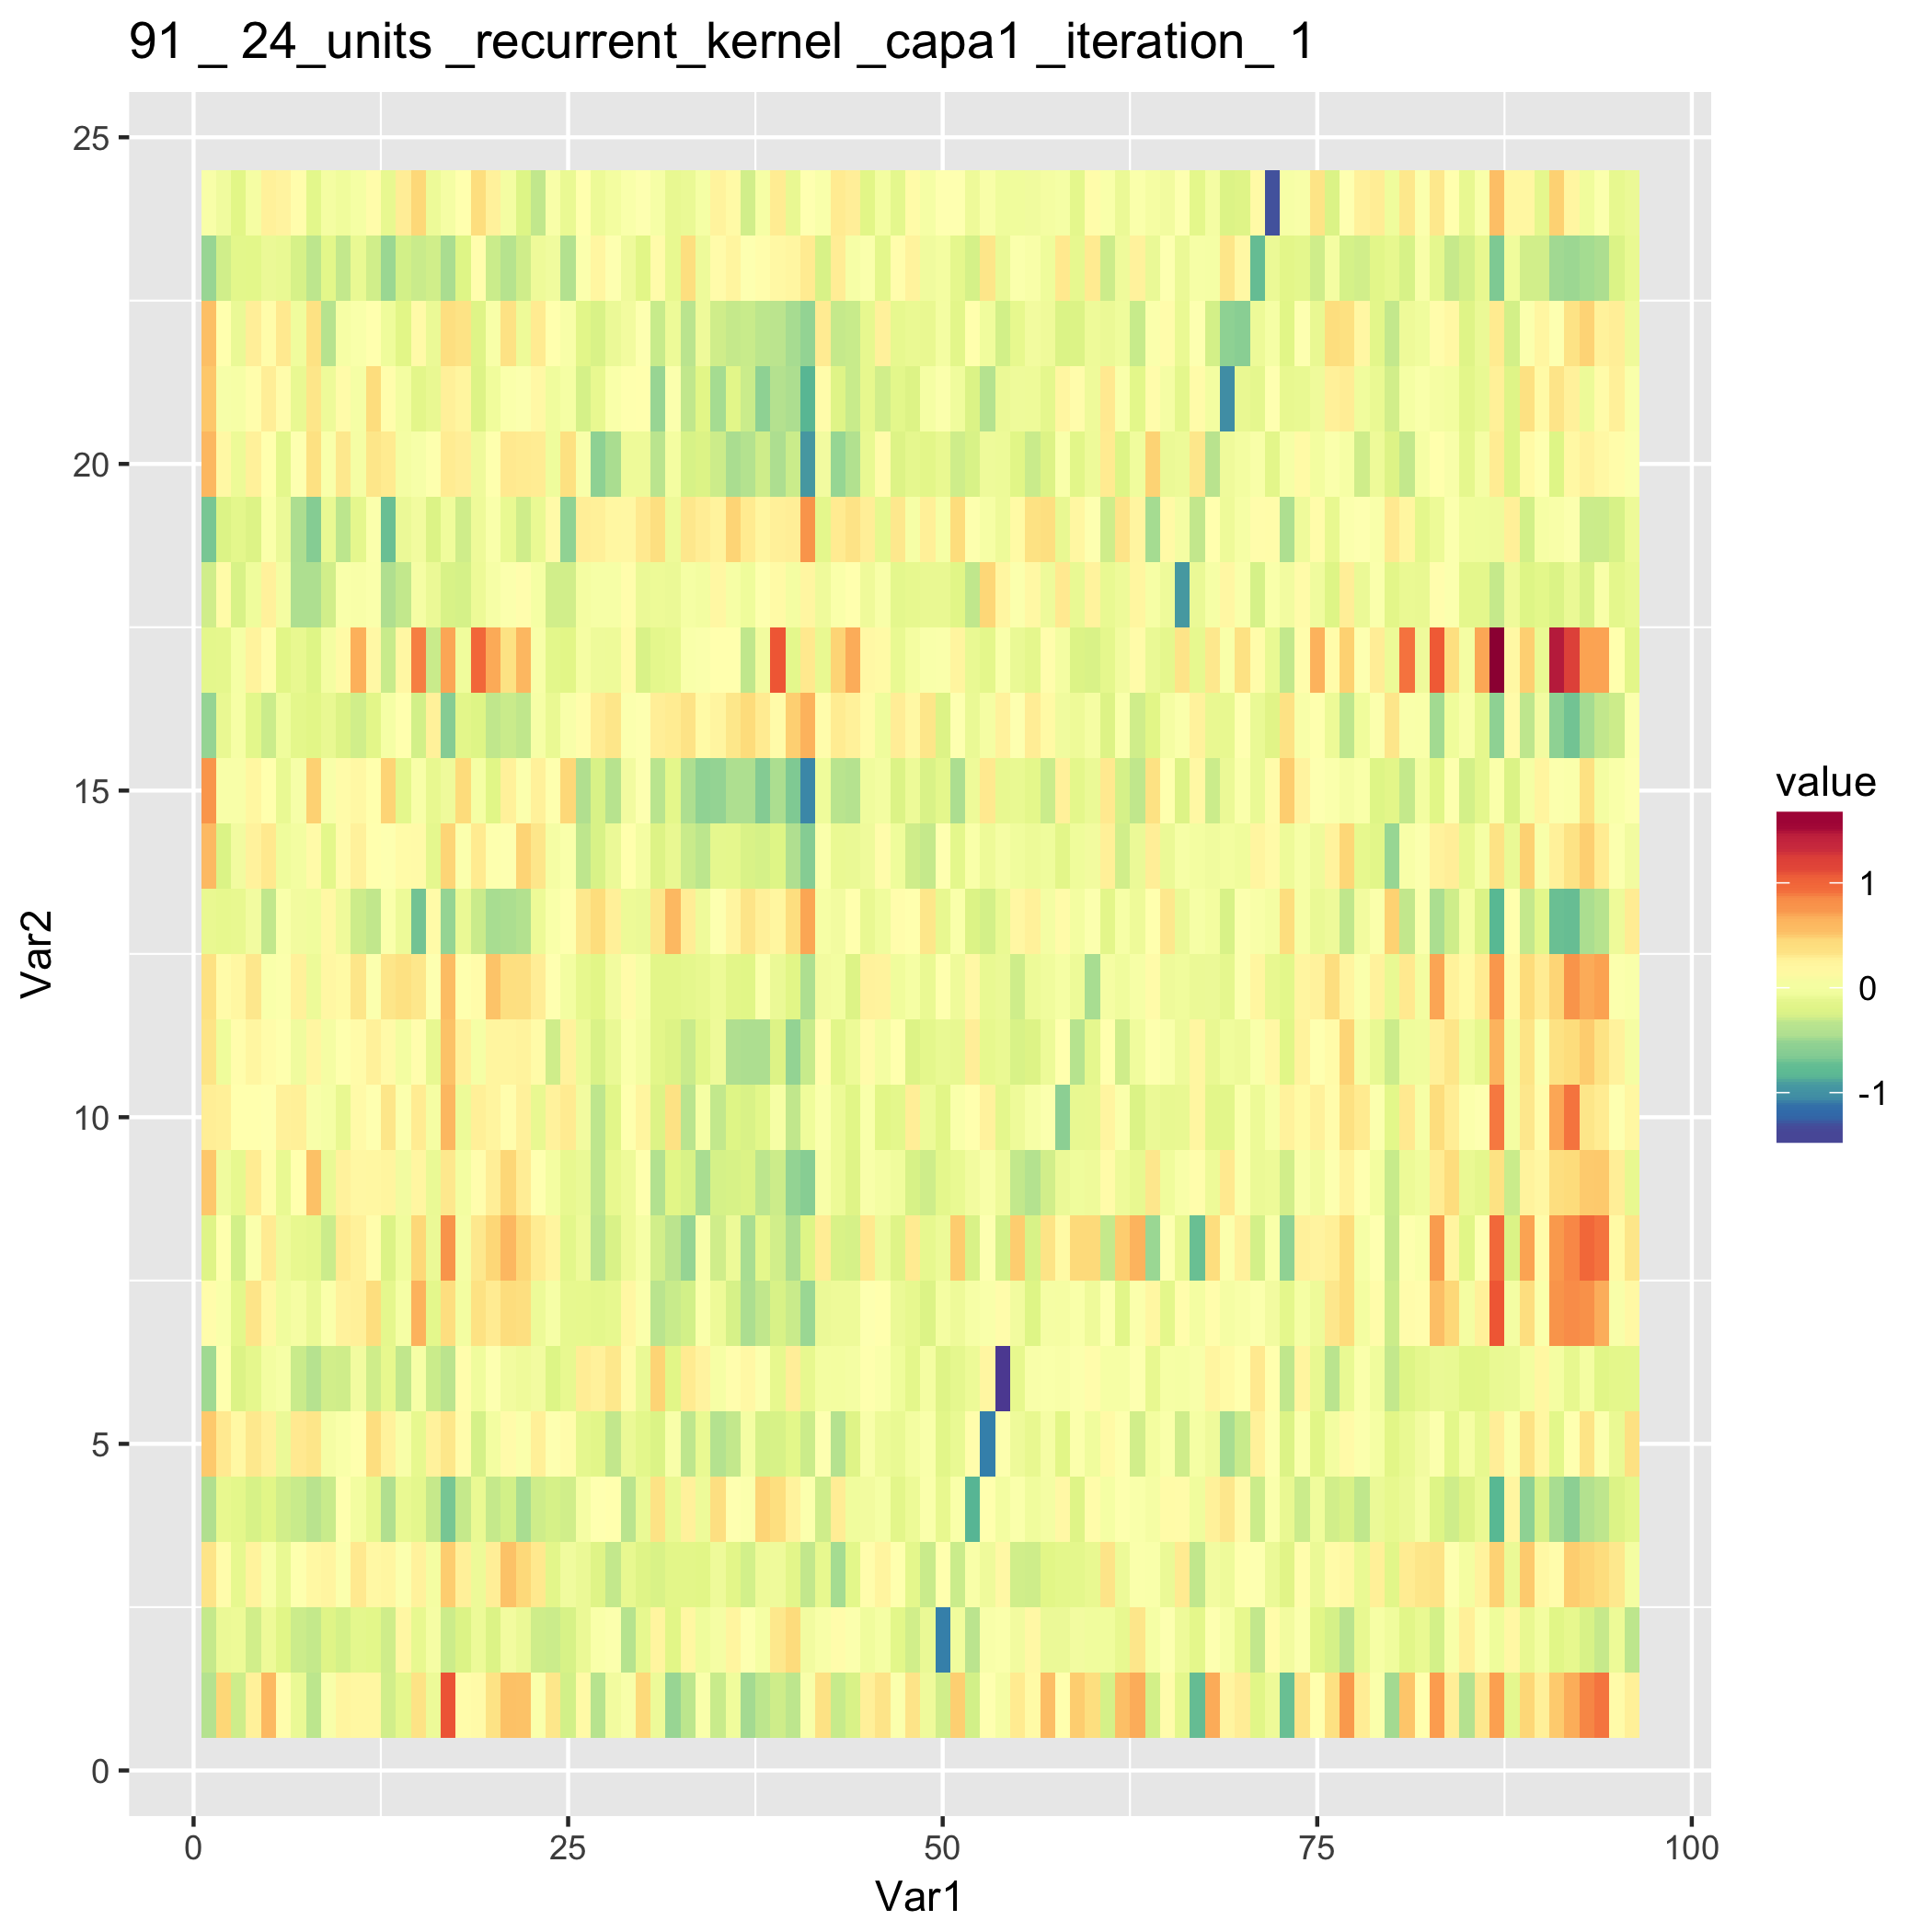 91 _ 24_units _recurrent_kernel _capa1 _iteration_ 1
25
20
15
10
5
0
Var2
0 25 50 75 100
Var1
value
1
0
-1